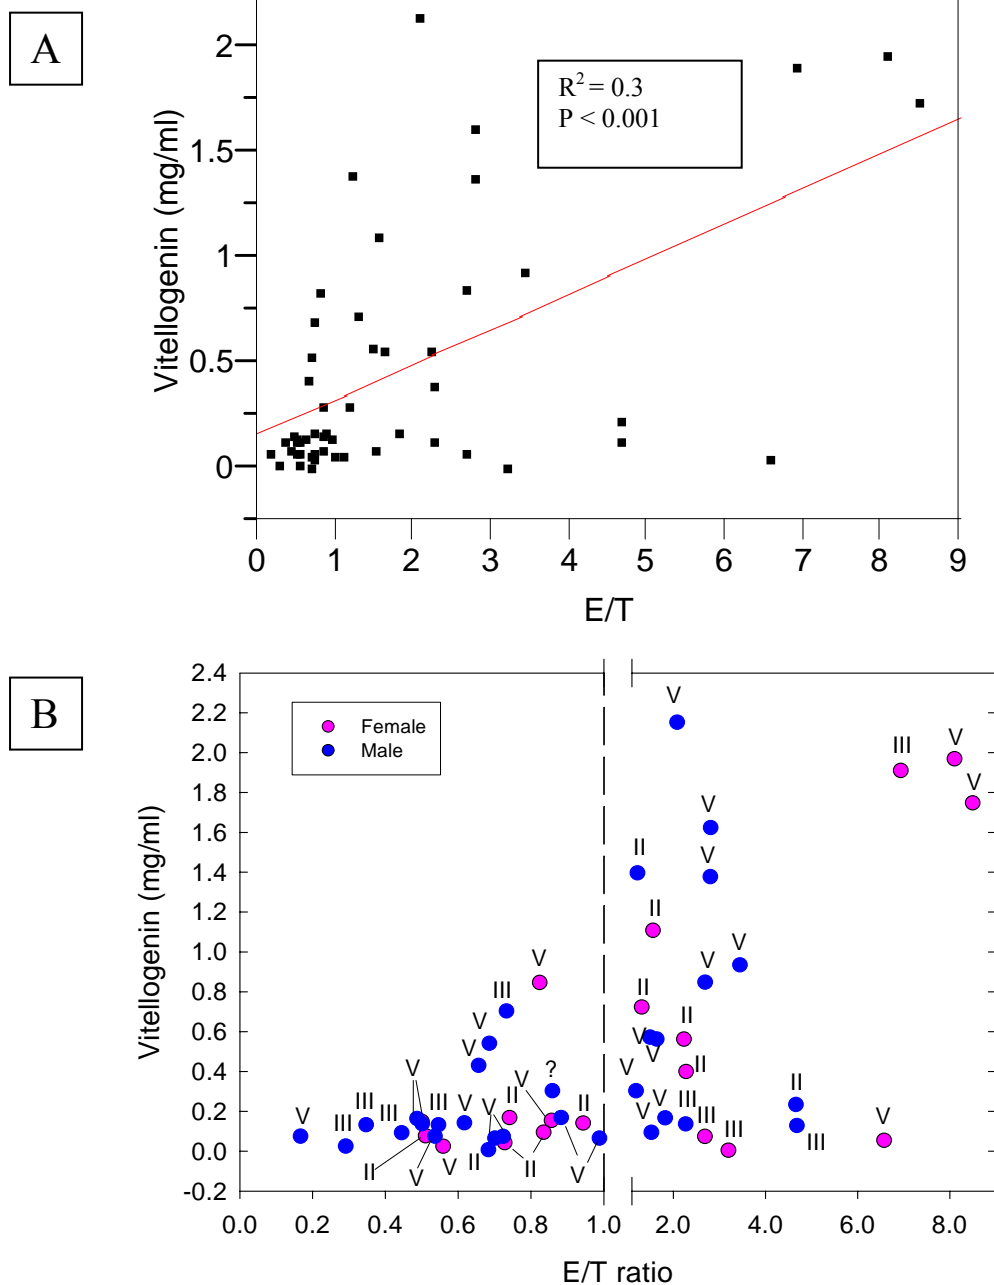 A
R² = 0.3
P < 0.001
2
1.5
1
0.5
0
Vitellogenin (mg/ml)
0 1 2 3 4 5 6 7 8 9
E/T
B
Female
Male
2.4
2.2
2.0
1.8
1.6
1.4
1.2
1.0
0.8
0.6
0.4
0.2
0.0
-0.2
Vitellogenin (mg/ml)
V
III V
V
V
II V
II
V V
V
III II
V II
V V
V V ? V II
V III V II V V III II
V III III III III
II V V II II V III V
0.0 0.2 0.4 0.6 0.8 1.0 2.0 4.0 6.0 8.0
E/T ratio